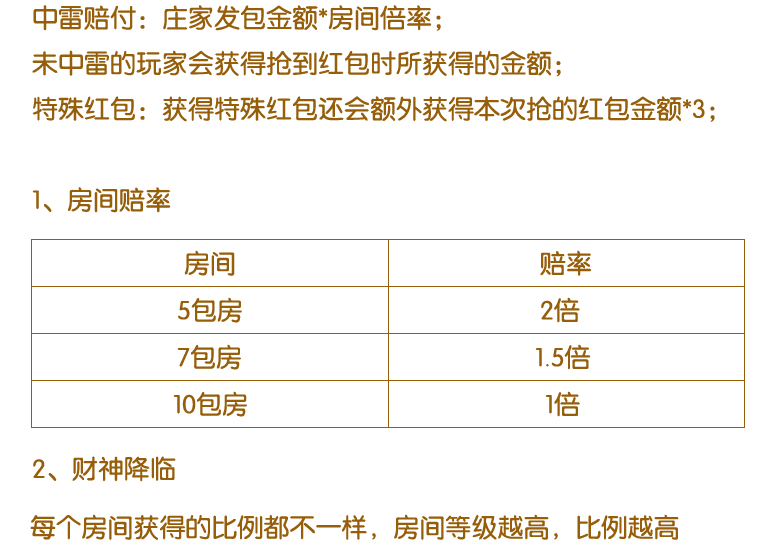 中雷赔付：庄家发包金额*房间倍率；
未中雷的玩家会获得抢到红包时所获得的金额；
特殊红包：获得特殊红包还会额外获得本次抢的红包金额*3；
1、房间赔率
房间 赔率
5包房 2倍
7包房 1.5倍
10包房 1倍
2、财神降临
每个房间获得的比例都不一样，房间等级越高，比例越高